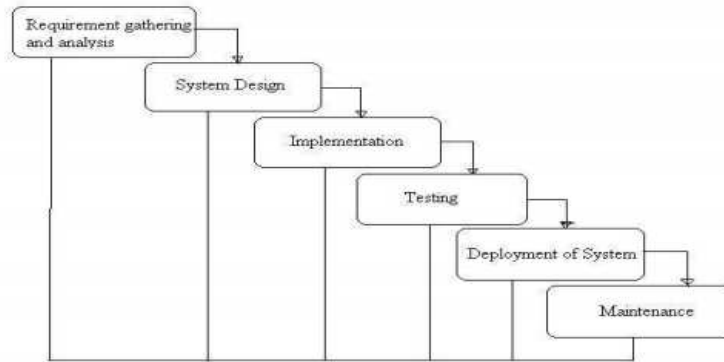 Requirement gathering
and analysis
System Design
Implementation
Testing
Deployment of System
Maintenance